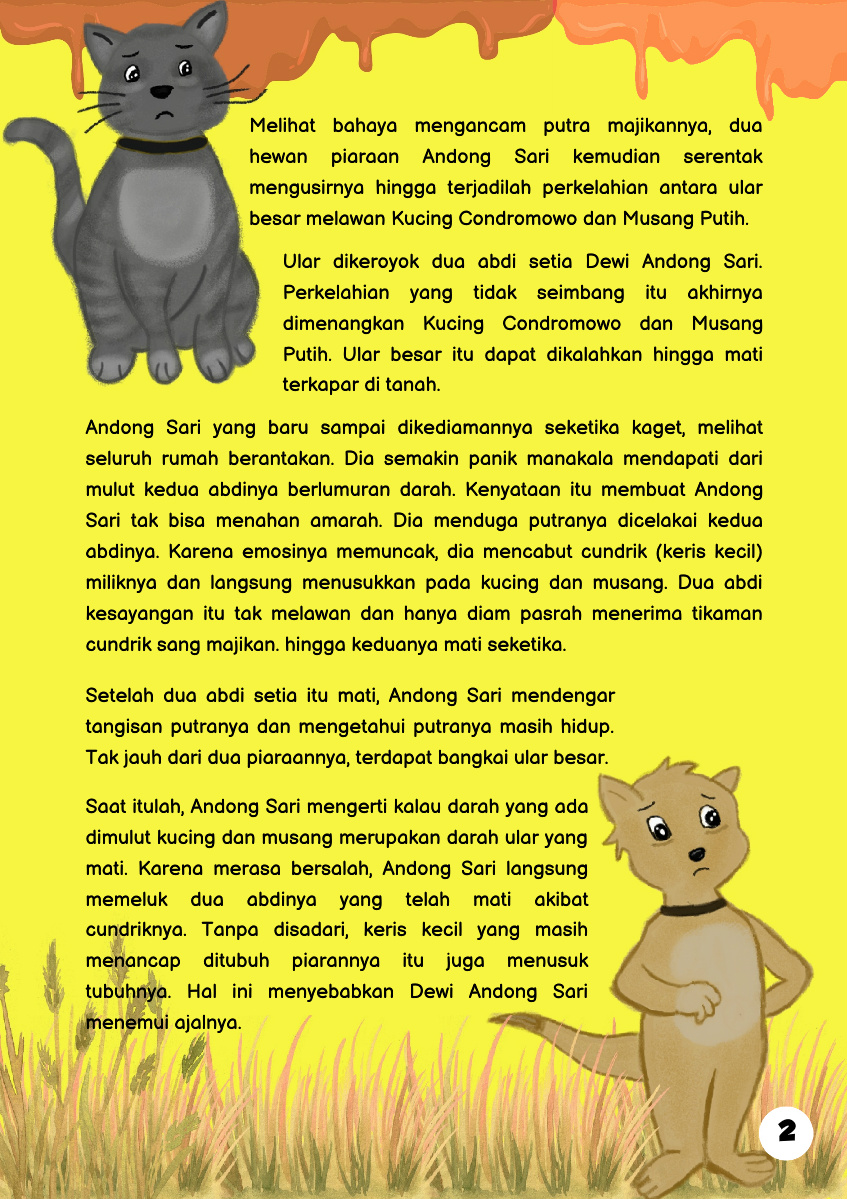 Melihat bahaya mengancam putra majikannya, dua
hewan piaraan Andong Sari kemudian serentak
mengusirnya hingga terjadilah perkelahian antara ular
besar melawan Kucing Condromowo dan Musang Putih.
Ular dikeroyok dua abdi setia Dewi Andong Sari.
Perkelahian yang tidak seimbang itu akhirnya
dimenangkan Kucing Condromowo dan Musang
Putih. Ular besar itu dapat dikalahkan hingga mati
terkapar di tanah.
Andong Sari yang baru sampai dikediamannya seketika kaget, melihat
seluruh rumah berantakan. Dia semakin panik manakala mendapati dari
mulut kedua abdinya berlumuran darah. Kenyataan itu membuat Andong
Sari tak bisa menahan amarah. Dia menduga putranya dicelakai kedua
abdinya. Karena emosinya memuncak, dia mencabut cundrik (keris kecil)
miliknya dan langsung menusukkan pada kucing dan musang. Dua abdi
kesayangan itu tak melawan dan hanya diam pasrah menerima tikaman
cundrik sang majikan. hingga keduanya mati seketika.
Setelah dua abdi setia itu mati, Andong Sari mendengar
tangisan putranya dan mengetahui putranya masih hidup.
Tak jauh dari dua piaraannya, terdapat bangkai ular besar.
Saat itulah, Andong Sari mengerti kalau darah yang ada
dimulut kucing dan musang merupakan darah ular yang
mati. Karena merasa bersalah, Andong Sari langsung
memeluk dua abdinya yang telah mati akibat
cundriknya. Tanpa disadari, keris kecil yang masih
menancap ditubuh piarannya itu juga menusuk
tubuhnya. Hal ini menyebabkan Dewi Andong Sari
menemui ajalnya.
2